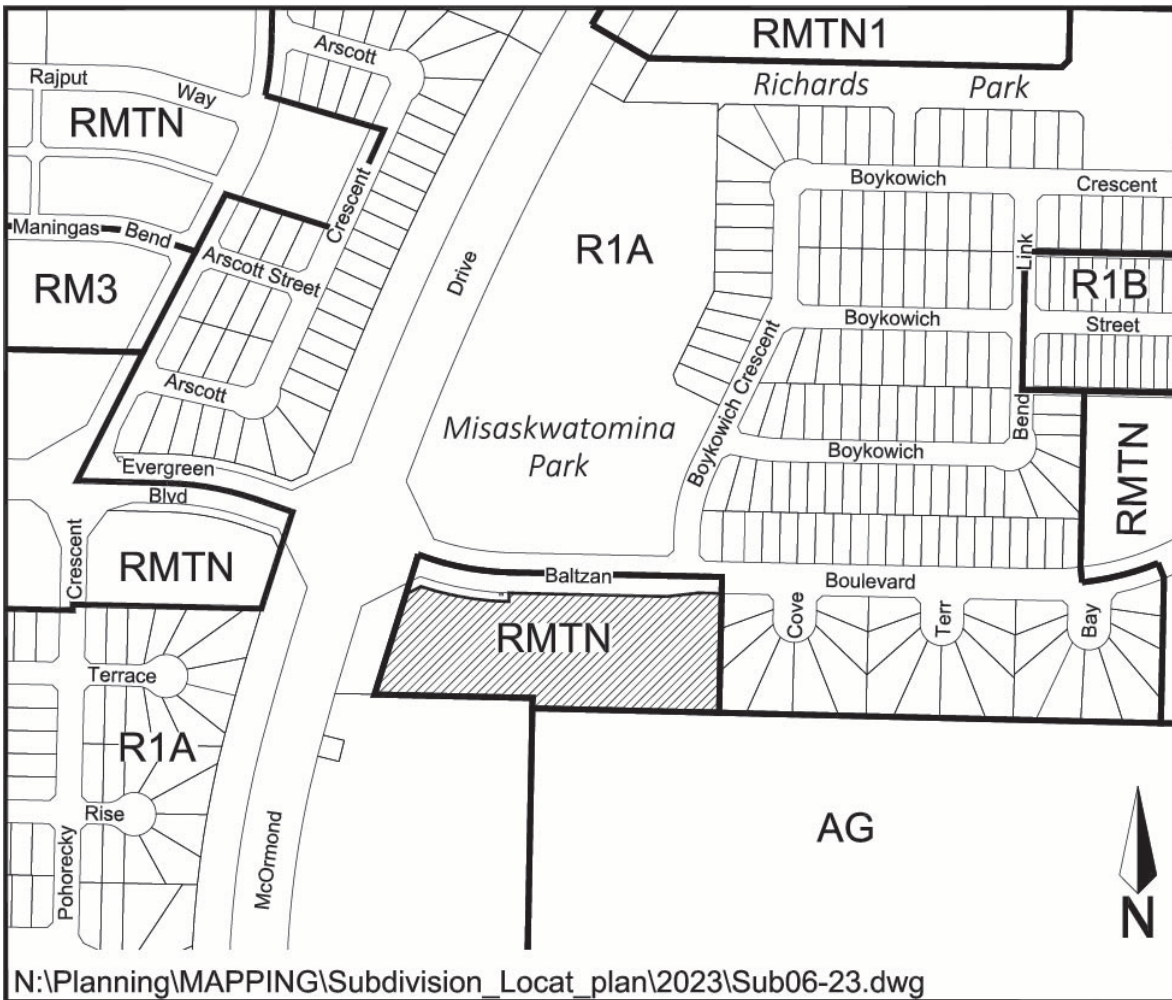 RMTN1
Arscott
Richards Park
Rajput Way
RMTN
Boykowich Crescent
Crescent
Maningas Bend
Arscott Street
Drive
R1A
Link
RM3
R1B
Boykowich Street
Boykowich Crescent
Arscott
Misaskwatomina
Park
Bend
Boykowich
RMTN
Evergreen
Blvd
Crescent
RMTN
Baltzan Boulevard
RMTN
Cove
Terr
Bay
Terrace
R1A
Rise
Pohorecky
McOrmond
AG
N
N:\Planning\MAPPING\Subdivision_Locat_plan\2023\Sub06-23.dwg